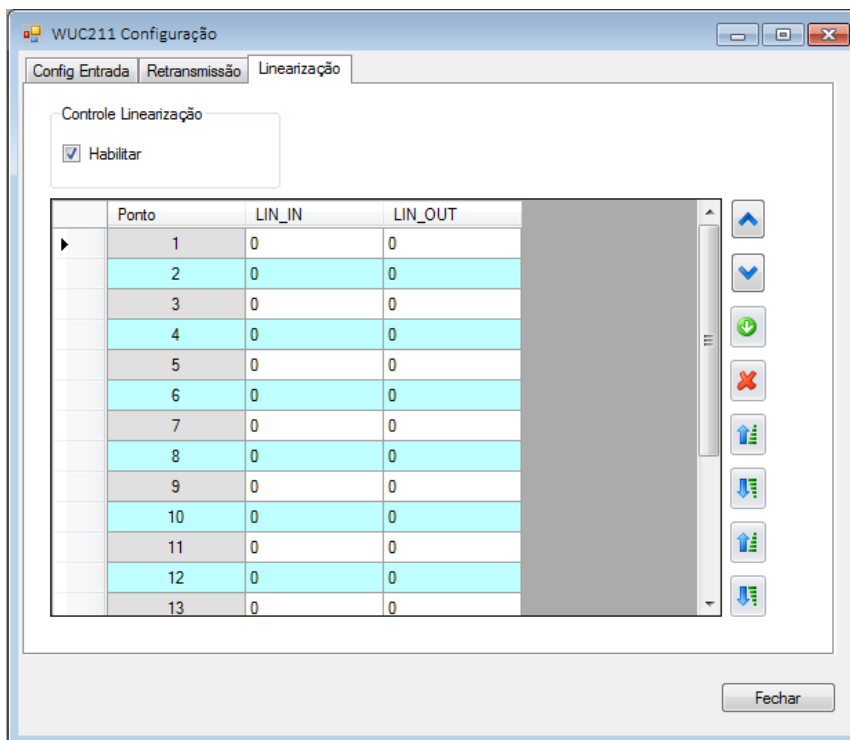 WUC211 Configuração
Config Entrada Retransmissão Linearização
Controle Linearização
Habilitar
Ponto LIN_IN LIN_OUT
1 0 0
2 0 0
3 0 0
4 0 0
5 0 0
6 0 0
7 0 0
8 0 0
9 0 0
10 0 0
11 0 0
12 0 0
13 0 0
Fechar